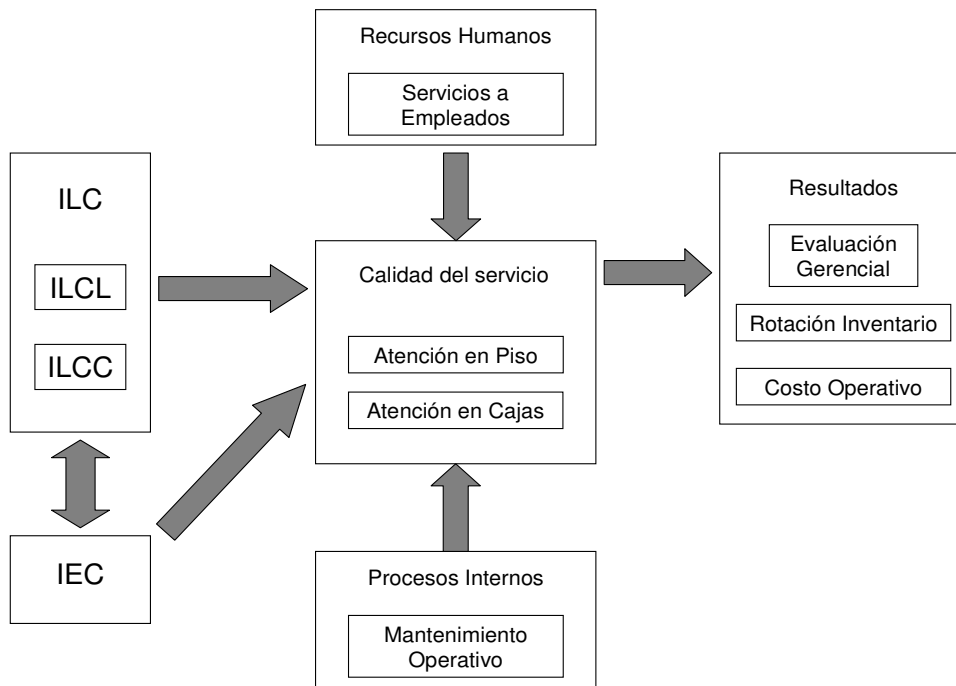 Recursos Humanos
Servicios a
Empleados
ILC
ILCL
ILCC
IEC
Calidad del servicio
Atención en Piso
Atención en Cajas
Procesos Internos
Mantenimiento
Operativo
Resultados
Evaluación
Gerencial
Rotación Inventario
Costo Operativo